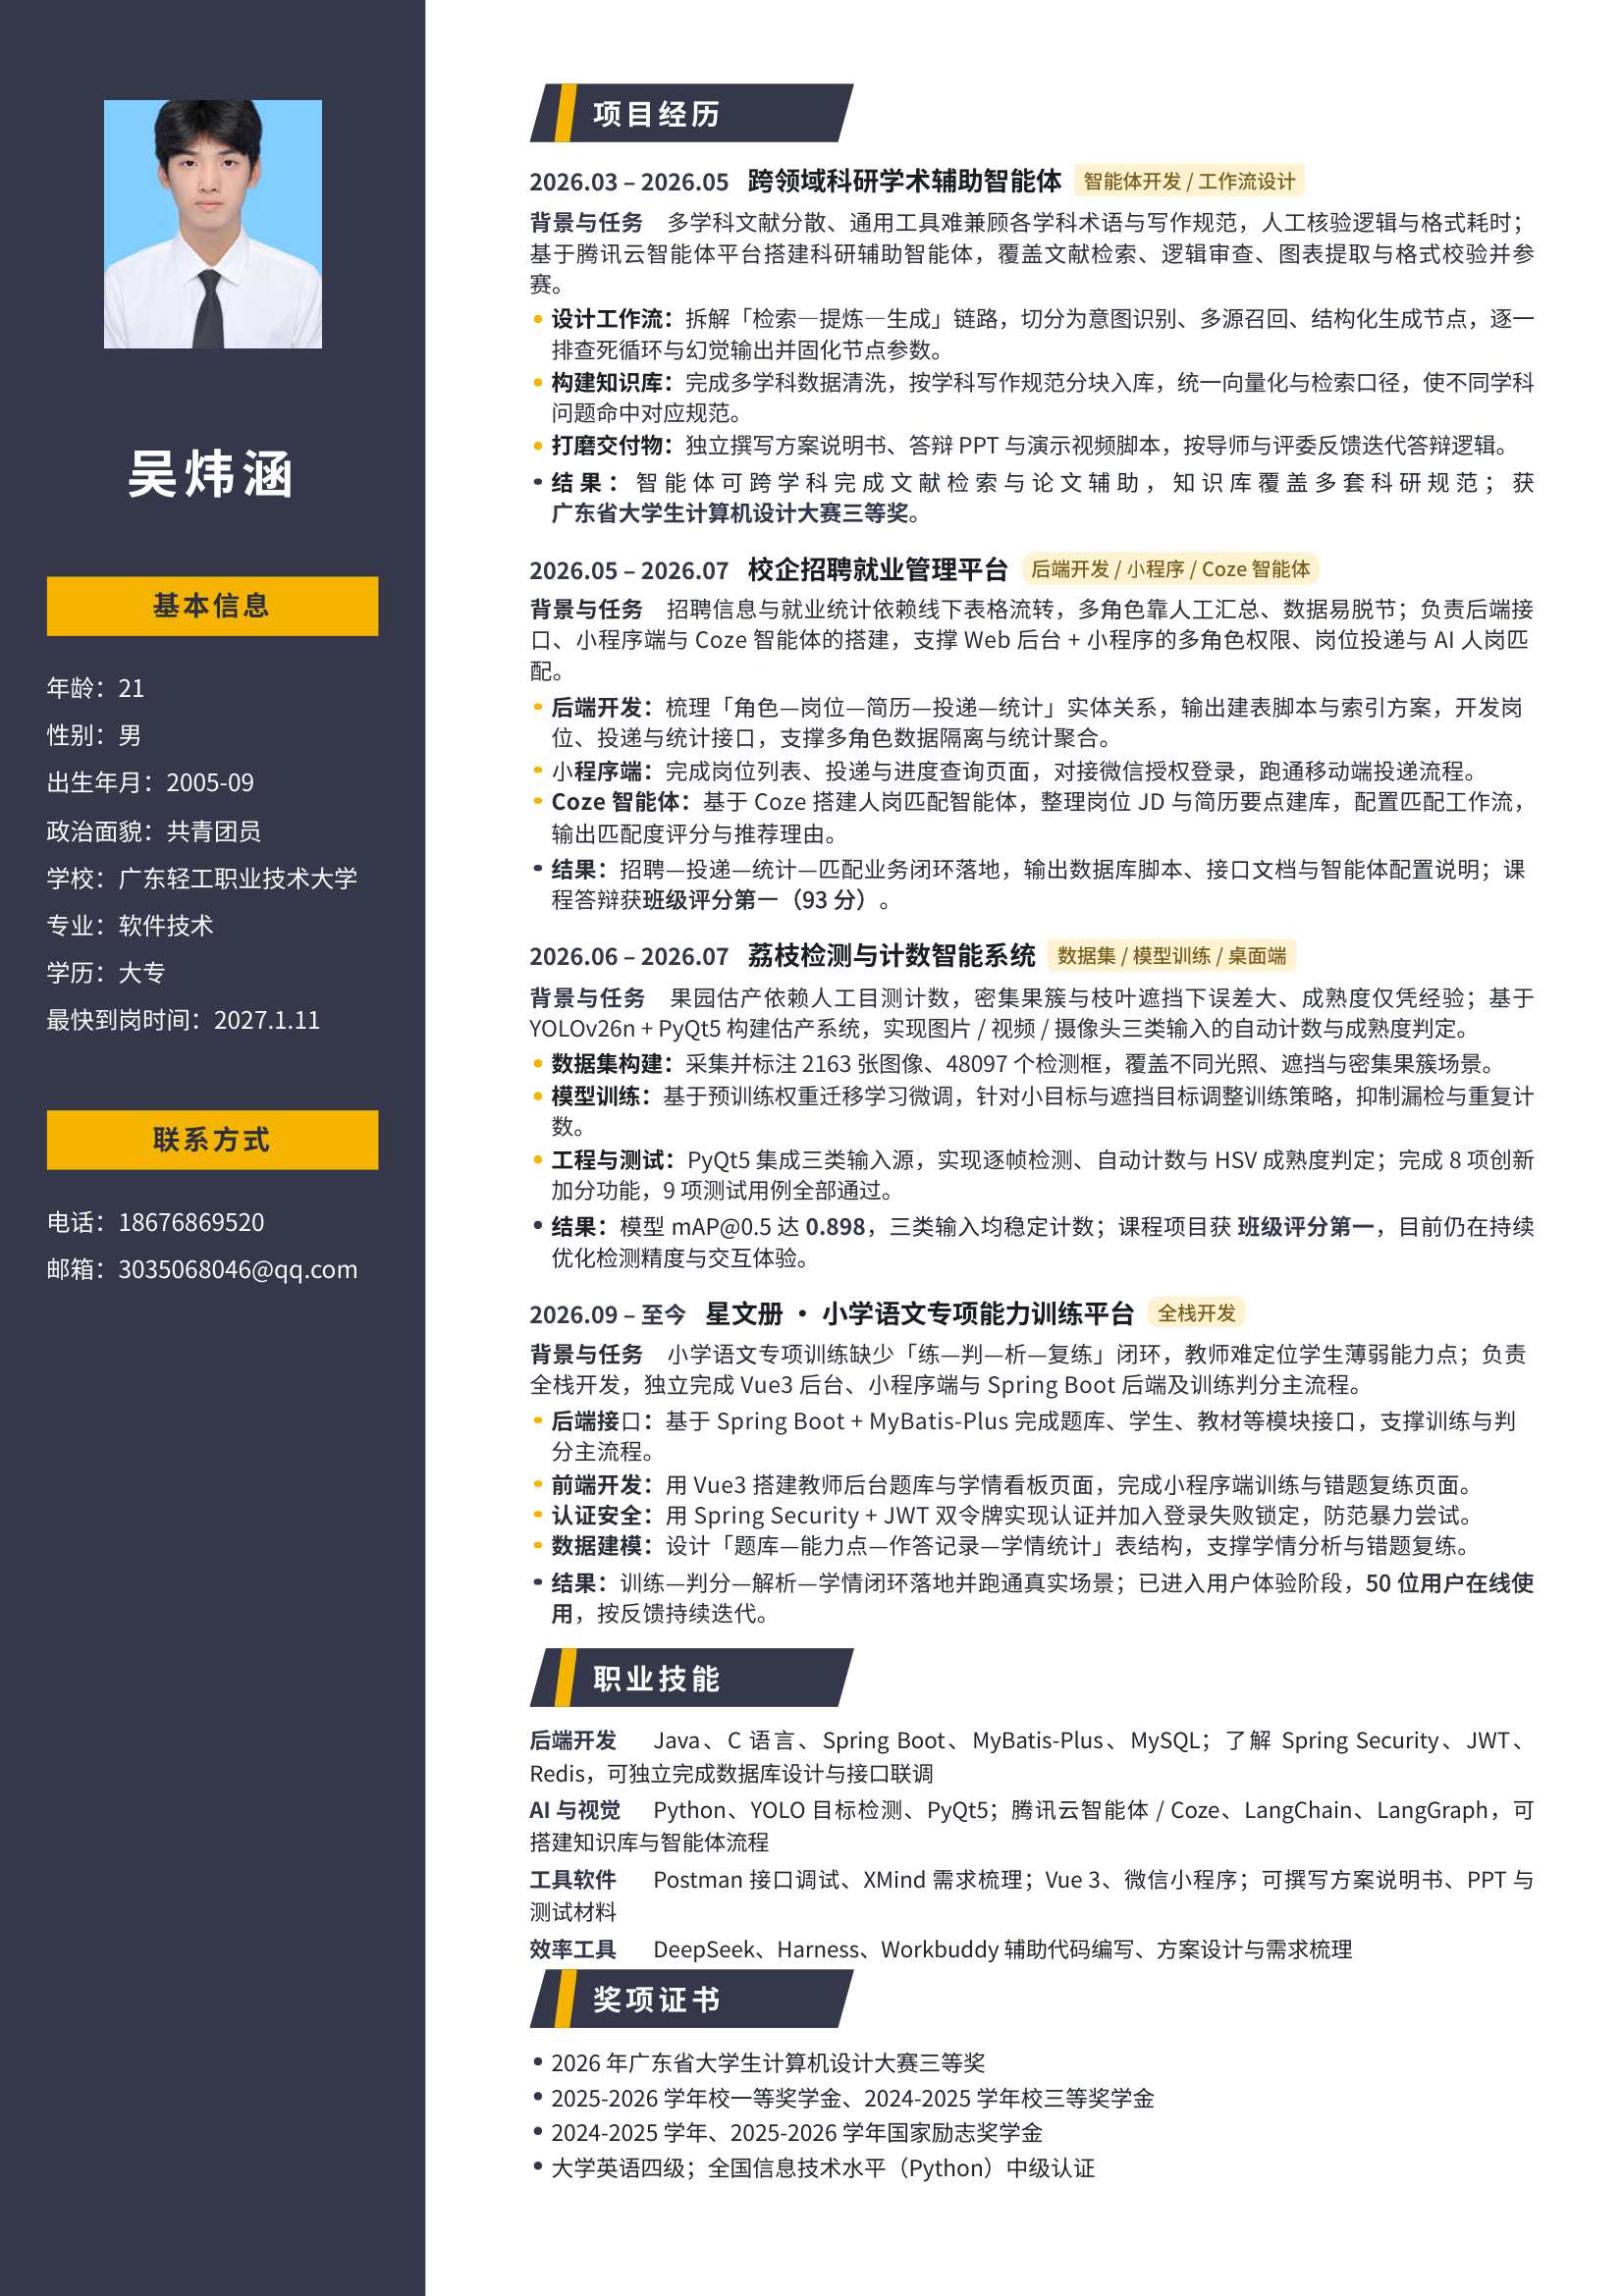 吴炜涵
基本信息
年龄：21
性别：男
出生年月：2005-09
政治面貌：共青团员
学校：广东轻工职业技术大学
专业：软件技术
学历：大专
最快到岗时间：2027.1.11
联系方式
电话：18676869520
邮箱：3035068046@qq.com
项目经历
2026.03 – 2026.05 跨领域科研学术辅助智能体 智能体开发 / 工作流设计
背景与任务 多学科文献分散、通用工具难兼顾各学科术语与写作规范，人工核验逻辑与格式耗时；
基于腾讯云智能体平台搭建科研辅助智能体，覆盖文献检索、逻辑审查、图表提取与格式校验并参
赛。
• 设计工作流：拆解「检索—提炼—生成」链路，切分为意图识别、多源召回、结构化生成节点，逐一
排查死循环与幻觉输出并固化节点参数。
• 构建知识库：完成多学科数据清洗，按学科写作规范分块入库，统一向量化与检索口径，使不同学科
问题命中对应规范。
• 打磨交付物：独立撰写方案说明书、答辩 PPT 与演示视频脚本，按导师与评委反馈迭代答辩逻辑。
• 结果：智能体可跨学科完成文献检索与论文辅助，知识库覆盖多套科研规范；获
广东省大学生计算机设计大赛三等奖。
2026.05 – 2026.07 校企招聘就业管理平台 后端开发 / 小程序 / Coze 智能体
背景与任务 招聘信息与就业统计依赖线下表格流转，多角色靠人工汇总、数据易脱节；负责后端接
口、小程序端与 Coze 智能体的搭建，支撑 Web 后台 + 小程序的多角色权限、岗位投递与 AI 人岗匹
配。
• 后端开发：梳理「角色—岗位—简历—投递—统计」实体关系，输出建表脚本与索引方案，开发岗
位、投递与统计接口，支撑多角色数据隔离与统计聚合。
• 小程序端：完成岗位列表、投递与进度查询页面，对接微信授权登录，跑通移动端投递流程。
• Coze 智能体：基于 Coze 搭建人岗匹配智能体，整理岗位 JD 与简历要点建库，配置匹配工作流，
输出匹配度评分与推荐理由。
• 结果：招聘—投递—统计—匹配业务闭环落地，输出数据库脚本、接口文档与智能体配置说明；课
程答辩获班级评分第一（93 分）。
2026.06 – 2026.07 荔枝检测与计数智能系统 数据集 / 模型训练 / 桌面端
背景与任务 果园估产依赖人工目测计数，密集果簇与枝叶遮挡下误差大、成熟度仅凭经验；基于
YOLOv26n + PyQt5 构建估产系统，实现图片 / 视频 / 摄像头三类输入的自动计数与成熟度判定。
• 数据集构建：采集并标注 2163 张图像、48097 个检测框，覆盖不同光照、遮挡与密集果簇场景。
• 模型训练：基于预训练权重迁移学习微调，针对小目标与遮挡目标调整训练策略，抑制漏检与重复计
数。
• 工程与测试：PyQt5 集成三类输入源，实现逐帧检测、自动计数与 HSV 成熟度判定；完成 8 项创新
加分功能，9 项测试用例全部通过。
• 结果：模型 mAP@0.5 达 0.898，三类输入均稳定计数；课程项目获 班级评分第一，目前仍在持续
优化检测精度与交互体验。
2026.09 – 至今 星文册 · 小学语文专项能力训练平台 全栈开发
背景与任务 小学语文专项训练缺少「练—判—析—复练」闭环，教师难定位学生薄弱能力点；负责
全栈开发，独立完成 Vue3 后台、小程序端与 Spring Boot 后端及训练判分主流程。
• 后端接口：基于 Spring Boot + MyBatis-Plus 完成题库、学生、教材等模块接口，支撑训练与判
分主流程。
• 前端开发：用 Vue3 搭建教师后台题库与学情看板页面，完成小程序端训练与错题复练页面。
• 认证安全：用 Spring Security + JWT 双令牌实现认证并加入登录失败锁定，防范暴力尝试。
• 数据建模：设计「题库—能力点—作答记录—学情统计」表结构，支撑学情分析与错题复练。
• 结果：训练—判分—解析—学情闭环落地并跑通真实场景；已进入用户体验阶段，50 位用户在线使
用，按反馈持续迭代。
职业技能
后端开发 Java、C 语言、Spring Boot、MyBatis-Plus、MySQL；了解 Spring Security、JWT、
Redis，可独立完成数据库设计与接口联调
AI 与视觉 Python、YOLO 目标检测、PyQt5；腾讯云智能体 / Coze、LangChain、LangGraph，可
搭建知识库与智能体流程
工具软件 Postman 接口调试、XMind 需求梳理；Vue 3、微信小程序；可撰写方案说明书、PPT 与
测试材料
效率工具 DeepSeek、Harness、Workbuddy 辅助代码编写、方案设计与需求梳理
奖项证书
• 2026 年广东省大学生计算机设计大赛三等奖
• 2025-2026 学年校一等奖学金、2024-2025 学年校三等奖学金
• 2024-2025 学年、2025-2026 学年国家励志奖学金
• 大学英语四级；全国信息技术水平（Python）中级认证